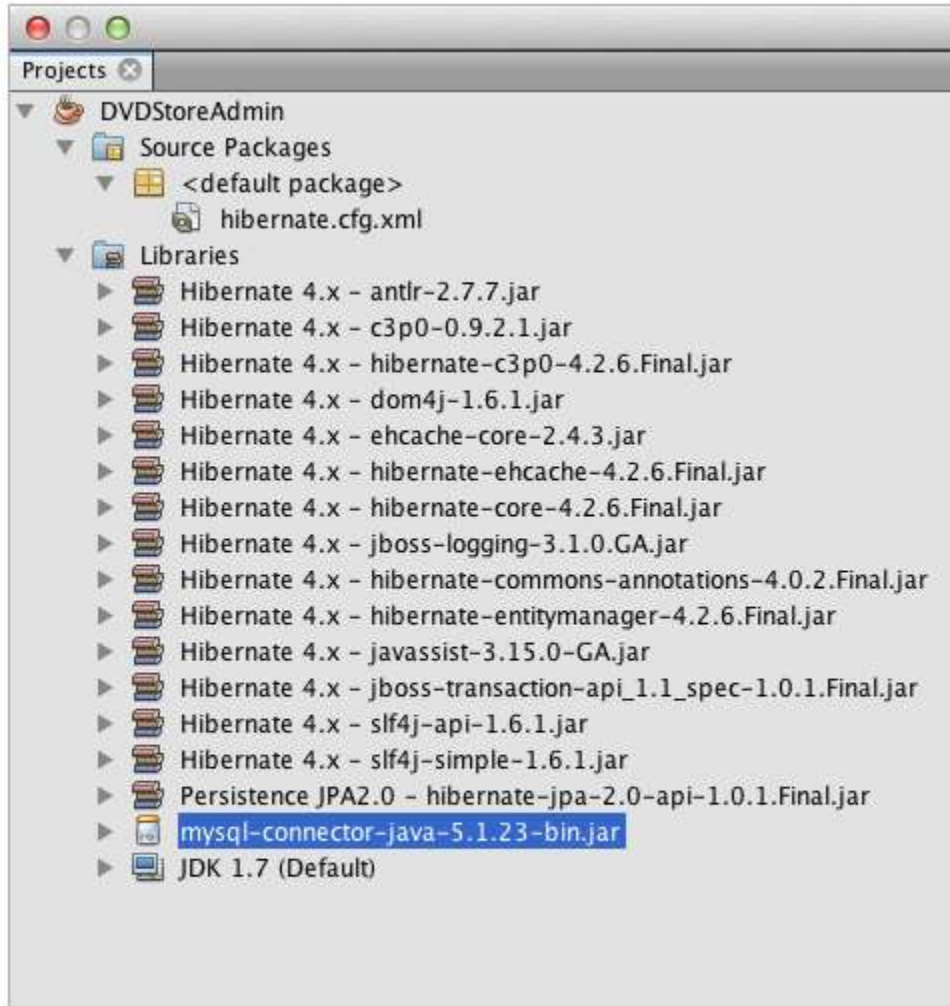 Projects
DVDStoreAdmin
Source Packages
<default package>
hibernate.cfg.xml
Libraries
Hibernate 4.x - antlr-2.7.7.jar
Hibernate 4.x - c3p0-0.9.2.1.jar
Hibernate 4.x - hibernate-c3p0-4.2.6.Final.jar
Hibernate 4.x - dom4j-1.6.1.jar
Hibernate 4.x - ehcache-core-2.4.3.jar
Hibernate 4.x - hibernate-ehcache-4.2.6.Final.jar
Hibernate 4.x - hibernate-core-4.2.6.Final.jar
Hibernate 4.x - jboss-logging-3.1.0.GA.jar
Hibernate 4.x - hibernate-commons-annotations-4.0.2.Final.jar
Hibernate 4.x - hibernate-entitymanager-4.2.6.Final.jar
Hibernate 4.x - javassist-3.15.0-GA.jar
Hibernate 4.x - jboss-transaction-api_1.1_spec-1.0.1.Final.jar
Hibernate 4.x - slf4j-api-1.6.1.jar
Hibernate 4.x - slf4j-simple-1.6.1.jar
Persistence JPA2.0 - hibernate-jpa-2.0-api-1.0.1.Final.jar
mysql-connector-java-5.1.23-bin.jar
JDK 1.7 (Default)